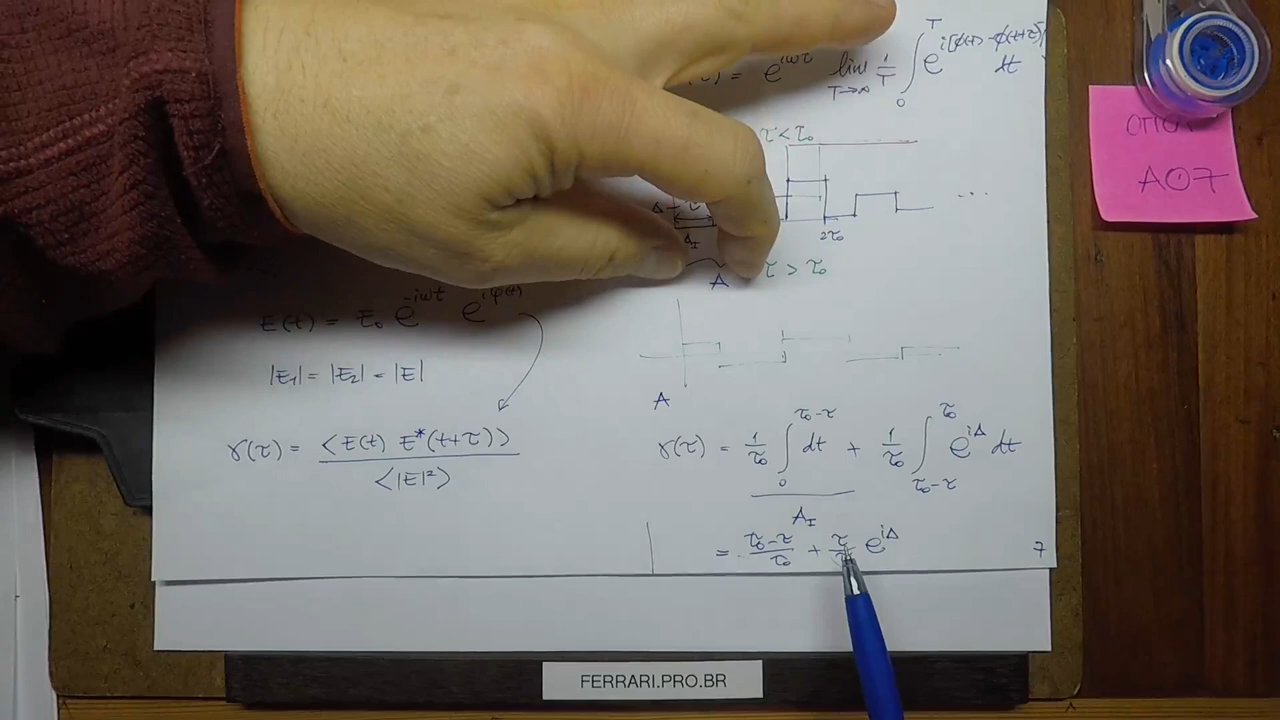 (τ) = e^{iωτ} lim_{T→∞} 1/T ∫_0^T e^{i[φ(t)-φ(t+τ)]} dt
τ < τ₀
Δ
A_I
2τ₀
...
A
τ > τ₀
E(t) = E₀ e^{-iωt} e^{iφ(t)}
|E₁| = |E₂| = |E|
A
γ(τ) = <E(t) E*(t+τ)> / <|E|²>
γ(τ) = 1/τ₀ ∫_0^{τ₀-τ} dt + 1/τ₀ ∫_{τ₀-τ}^{τ₀} e^{iΔ} dt
A_I
= (τ₀-τ)/τ₀ + τ/τ₀ e^{iΔ}
7
A07
FERRARI.PRO.BR